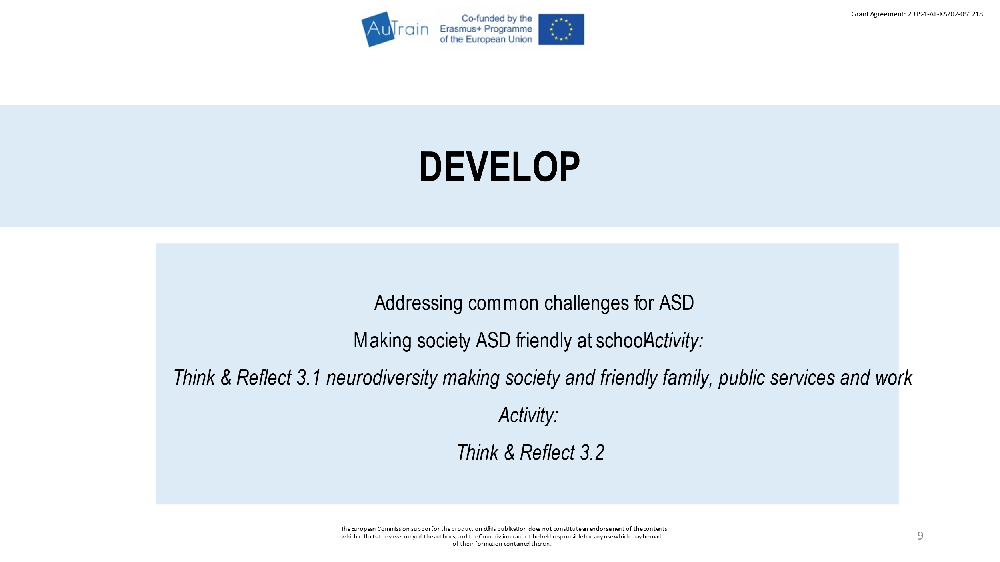 Grant Agreement: 2019-1-AT-KA202-051218
AuTrain
Co-funded by the
Erasmus+ Programme
of the European Union
DEVELOP
Addressing common challenges for ASD
Making society ASD friendly at school Activity:
Think & Reflect 3.1 neurodiversity making society and friendly family, public services and work
Activity:
Think & Reflect 3.2
The European Commission support for the production of this publication does not constitute an endorsement of the contents
which reflects the views only of the authors, and the Commission cannot be held responsible for any use which may be made
of the information contained therein.
9